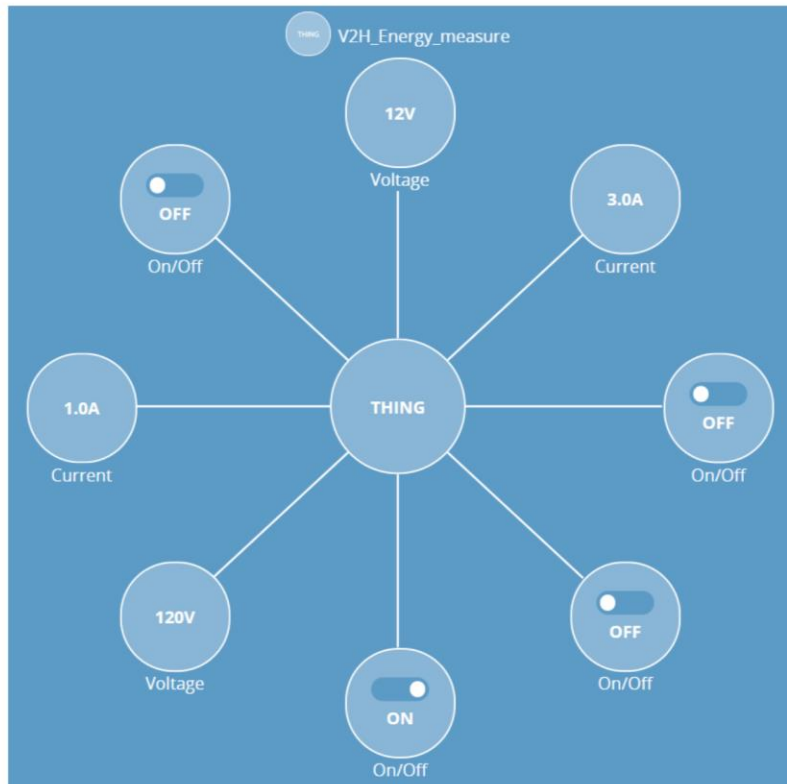 THING V2H_Energy_measure
12V
Voltage
OFF
On/Off
3.0A
Current
1.0A
Current
THING
OFF
On/Off
120V
Voltage
OFF
On/Off
ON
On/Off